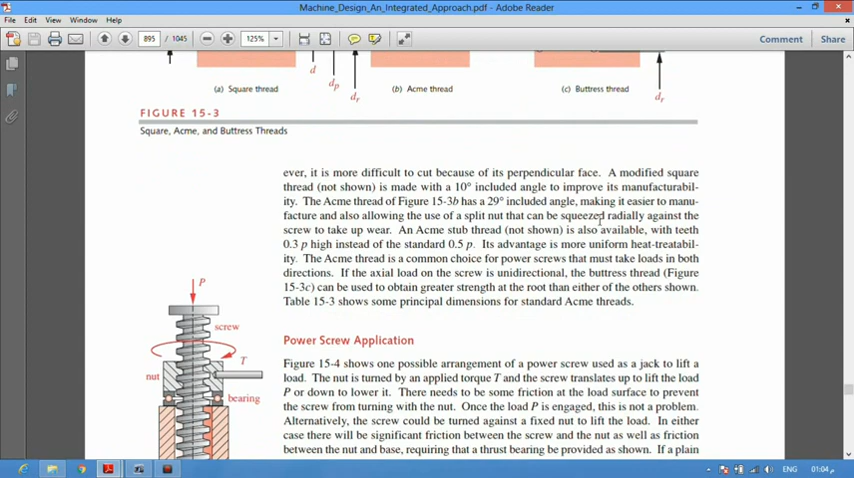 Machine_Design_An_Integrated_Approach.pdf - Adobe Reader
File Edit View Window Help
895 / 1045 125% Comment Share
d
dp
dr
dr
(a) Square thread (b) Acme thread (c) Buttress thread
FIGURE 15-3
Square, Acme, and Buttress Threads
ever, it is more difficult to cut because of its perpendicular face. A modified square
thread (not shown) is made with a 10° included angle to improve its manufacturabil-
ity. The Acme thread of Figure 15-3b has a 29° included angle, making it easier to manu-
facture and also allowing the use of a split nut that can be squeezed radially against the
screw to take up wear. An Acme stub thread (not shown) is also available, with teeth
0.3 p high instead of the standard 0.5 p. Its advantage is more uniform heat-treatabil-
ity. The Acme thread is a common choice for power screws that must take loads in both
directions. If the axial load on the screw is unidirectional, the buttress thread (Figure
15-3c) can be used to obtain greater strength at the root than either of the others shown.
Table 15-3 shows some principal dimensions for standard Acme threads.
P
screw
T
nut
bearing
Power Screw Application
Figure 15-4 shows one possible arrangement of a power screw used as a jack to lift a
load. The nut is turned by an applied torque T and the screw translates up to lift the load
P or down to lower it. There needs to be some friction at the load surface to prevent
the screw from turning with the nut. Once the load P is engaged, this is not a problem.
Alternatively, the screw could be turned against a fixed nut to lift the load. In either
case there will be significant friction between the screw and the nut as well as friction
between the nut and base, requiring that a thrust bearing be provided as shown. If a plain
ENG ٠١:٠٤ م